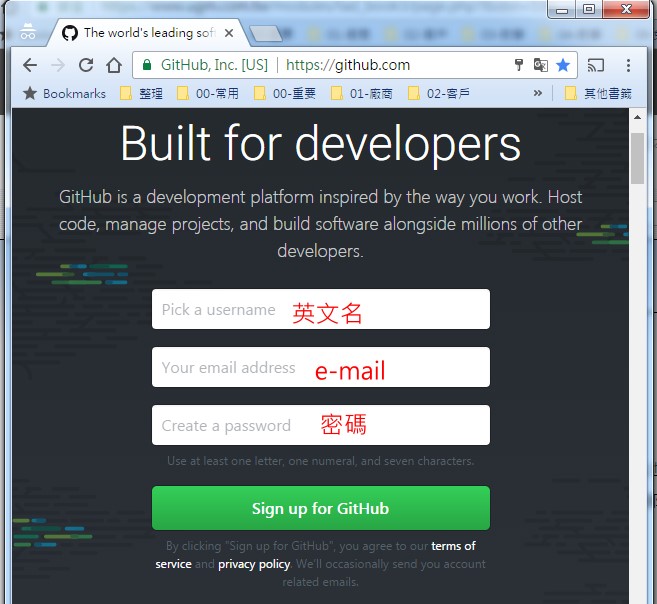 The world's leading sof
GitHub, Inc. [US] | https://github.com
Bookmarks 整理 00-常用 00-重要 01-廠商 02-客戶 » 其他書籤
Built for developers
GitHub is a development platform inspired by the way you work. Host
code, manage projects, and build software alongside millions of other
developers.
Pick a username 英文名
Your email address e-mail
Create a password 密碼
Use at least one letter, one numeral, and seven characters.
Sign up for GitHub
By clicking "Sign up for GitHub", you agree to our terms of
service and privacy policy. We'll occasionally send you account
related emails.